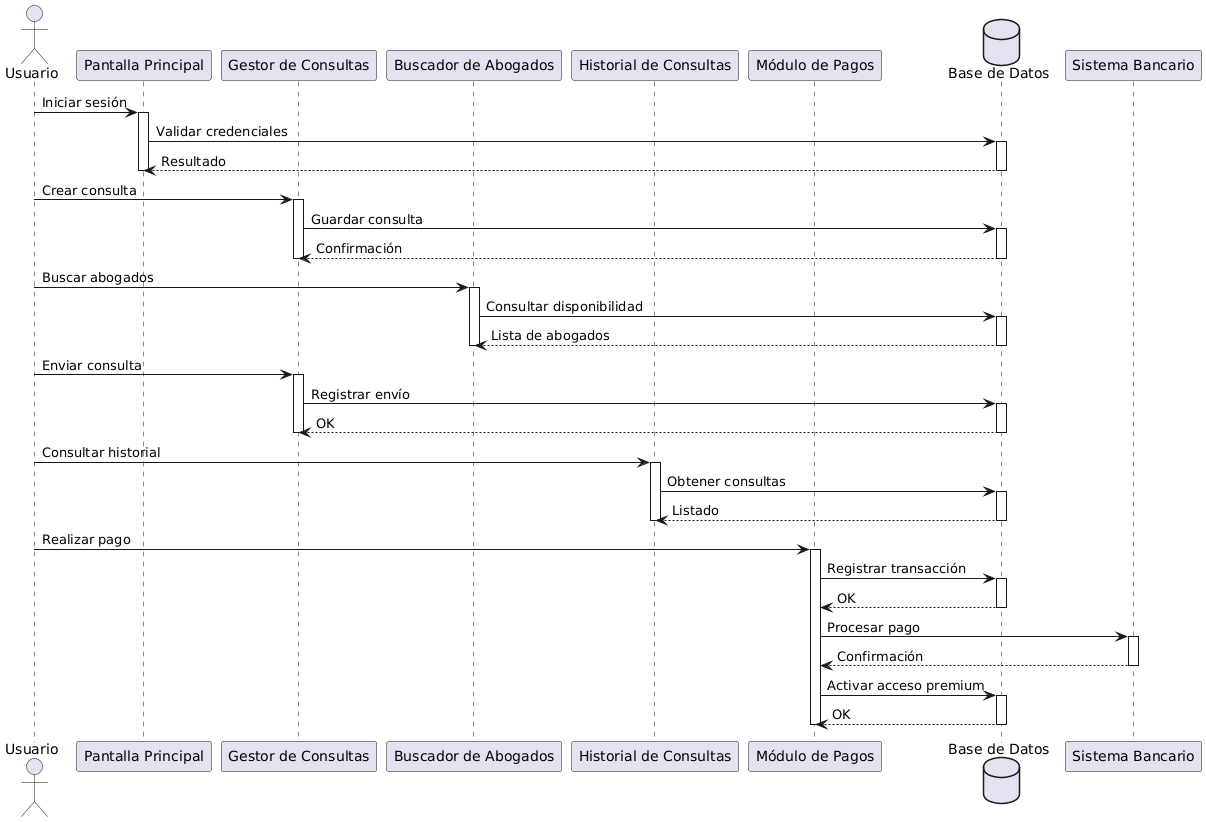 Usuario
Pantalla Principal
Gestor de Consultas
Buscador de Abogados
Historial de Consultas
Módulo de Pagos
Base de Datos
Sistema Bancario
Iniciar sesión
Validar credenciales
Resultado
Crear consulta
Guardar consulta
Confirmación
Buscar abogados
Consultar disponibilidad
Lista de abogados
Enviar consulta
Registrar envío
OK
Consultar historial
Obtener consultas
Listado
Realizar pago
Registrar transacción
OK
Procesar pago
Confirmación
Activar acceso premium
OK
Usuario
Pantalla Principal
Gestor de Consultas
Buscador de Abogados
Historial de Consultas
Módulo de Pagos
Base de Datos
Sistema Bancario